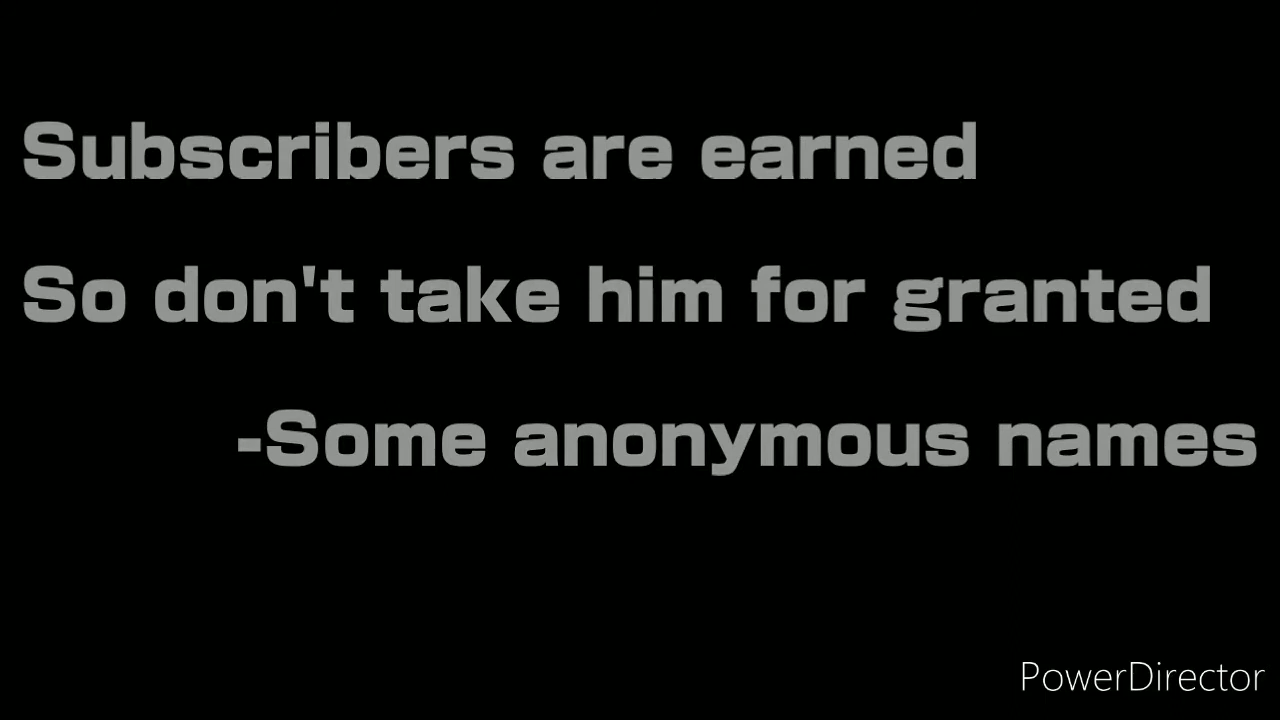 Subscribers are earned
So don't take him for granted
-Some anonymous names
PowerDirector